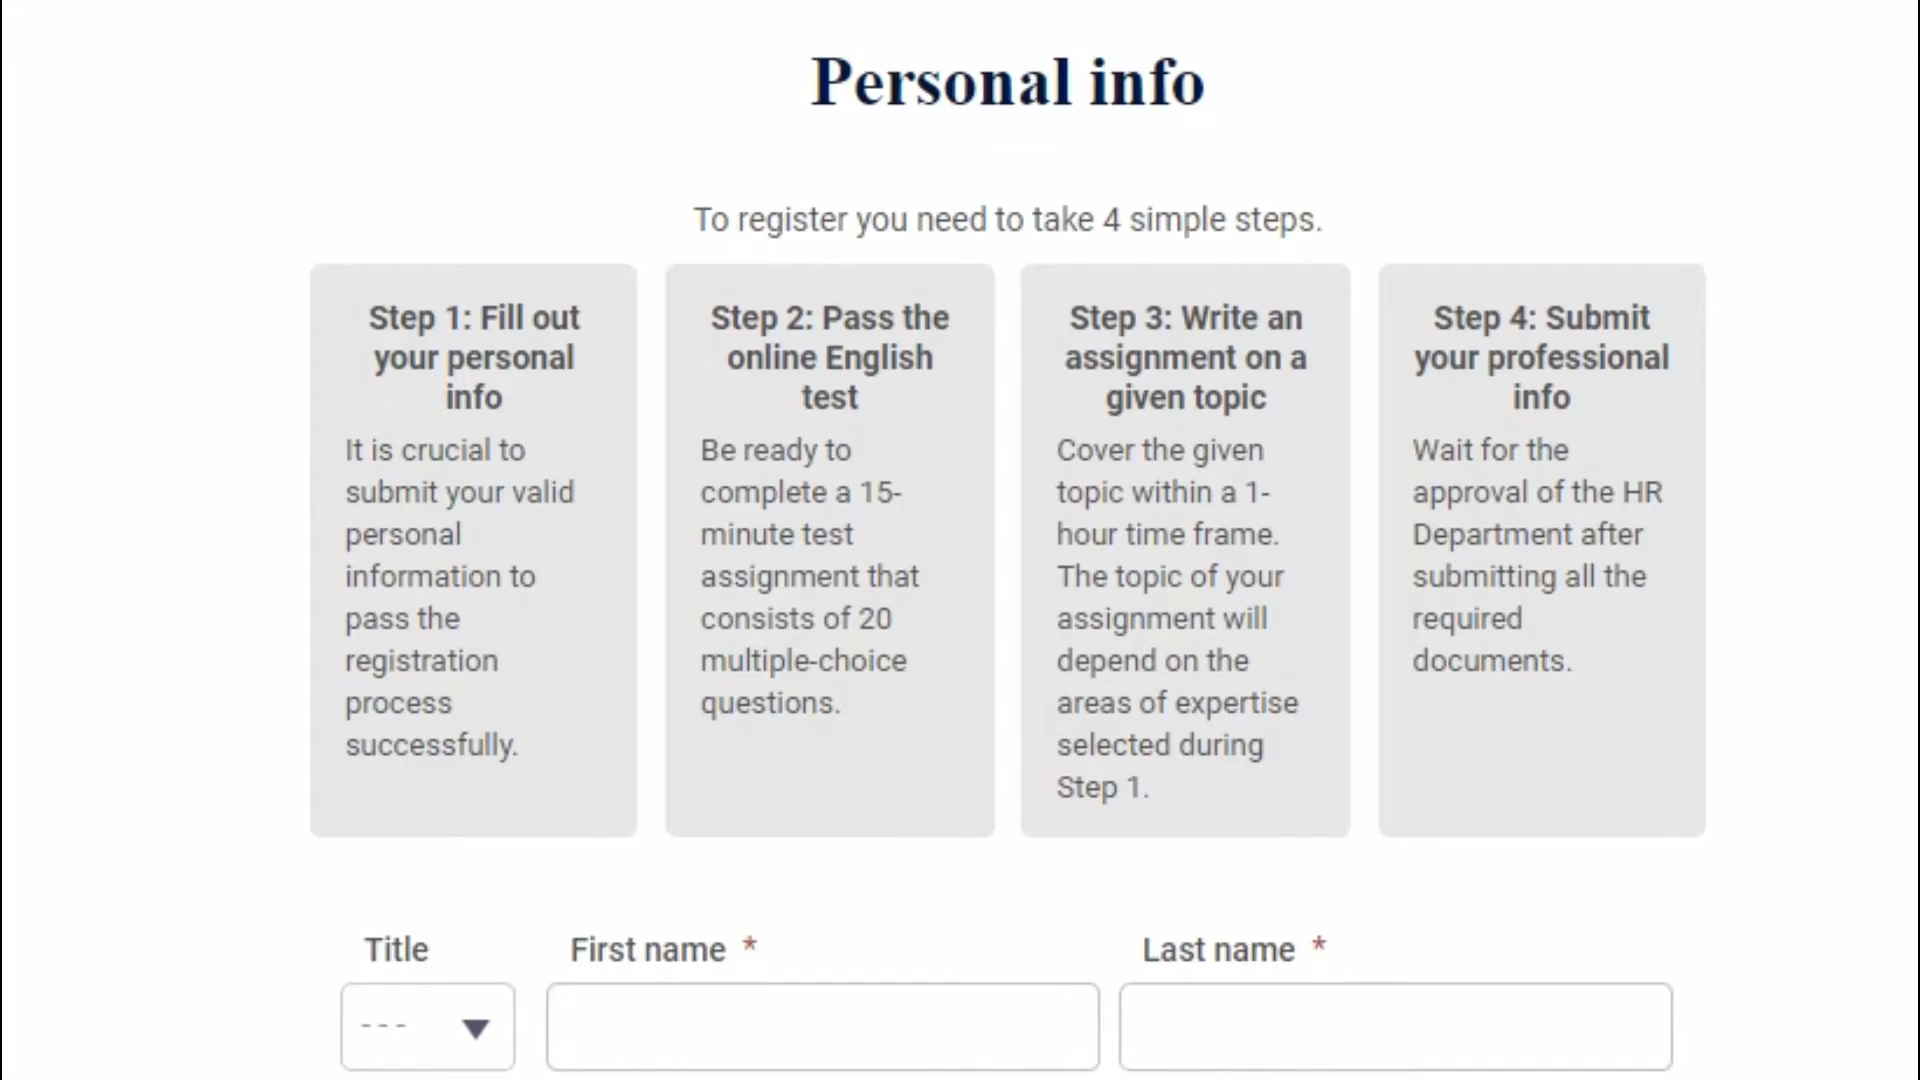 Personal info
To register you need to take 4 simple steps.
Step 1: Fill out
your personal
info
It is crucial to
submit your valid
personal
information to
pass the
registration
process
successfully.
Step 2: Pass the
online English
test
Be ready to
complete a 15-
minute test
assignment that
consists of 20
multiple-choice
questions.
Step 3: Write an
assignment on a
given topic
Cover the given
topic within a 1-
hour time frame.
The topic of your
assignment will
depend on the
areas of expertise
selected during
Step 1.
Step 4: Submit
your professional
info
Wait for the
approval of the HR
Department after
submitting all the
required
documents.
Title First name * Last name *
---